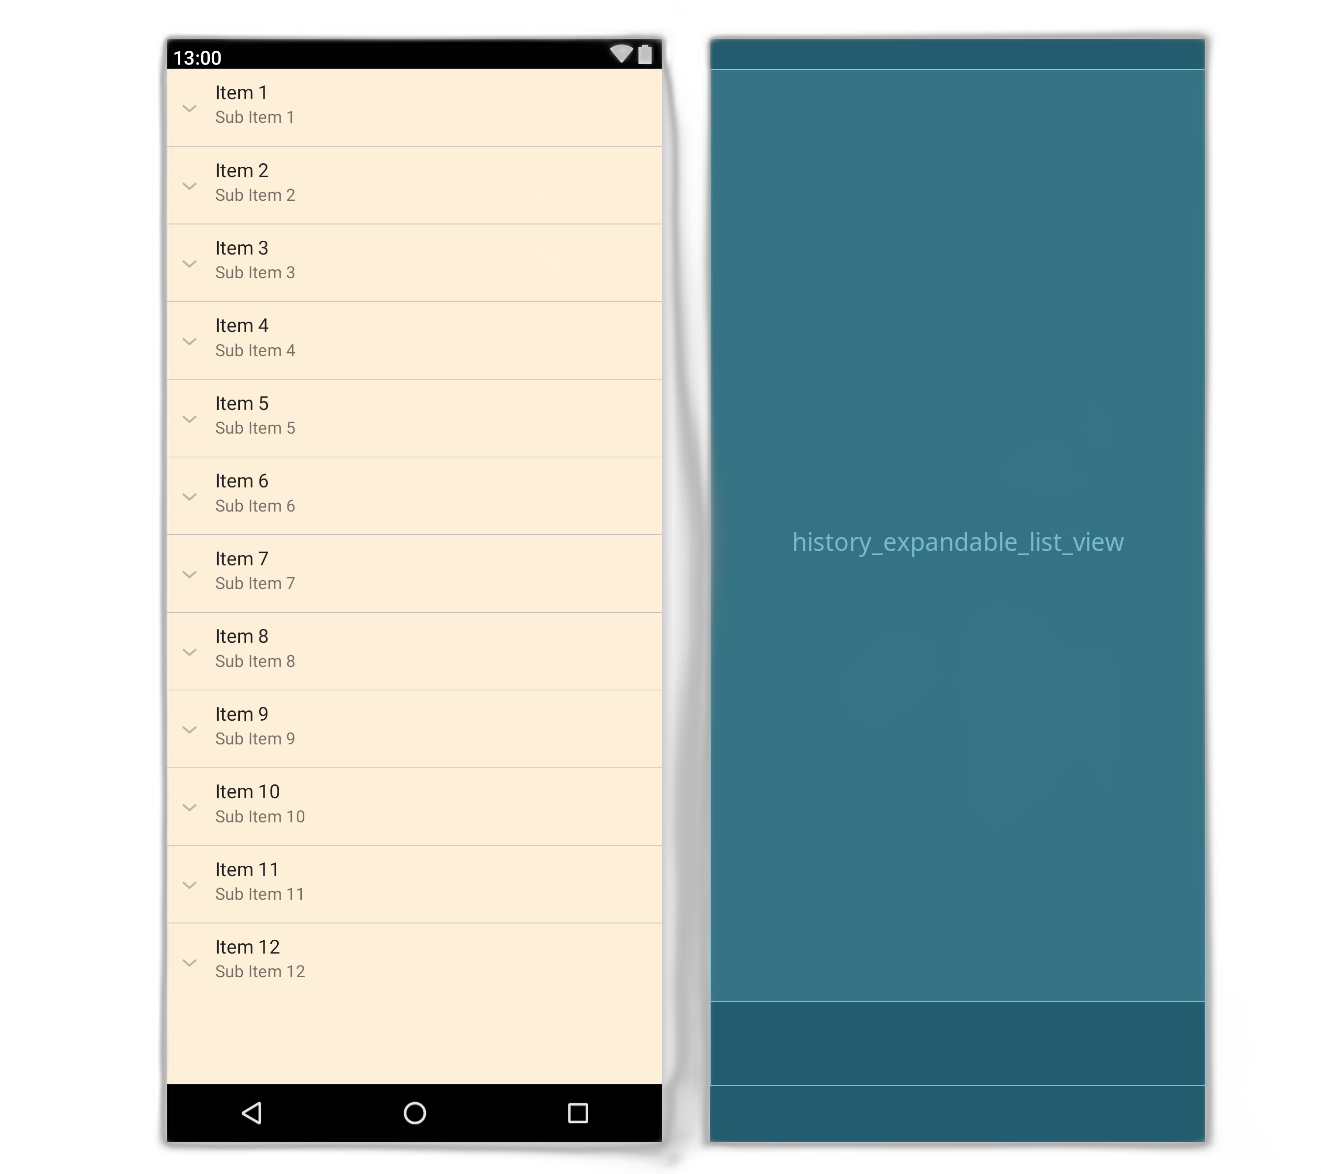 13:00
Item 1
Sub Item 1
Item 2
Sub Item 2
Item 3
Sub Item 3
Item 4
Sub Item 4
Item 5
Sub Item 5
Item 6
Sub Item 6
Item 7
Sub Item 7
Item 8
Sub Item 8
Item 9
Sub Item 9
Item 10
Sub Item 10
Item 11
Sub Item 11
Item 12
Sub Item 12
history_expandable_list_view